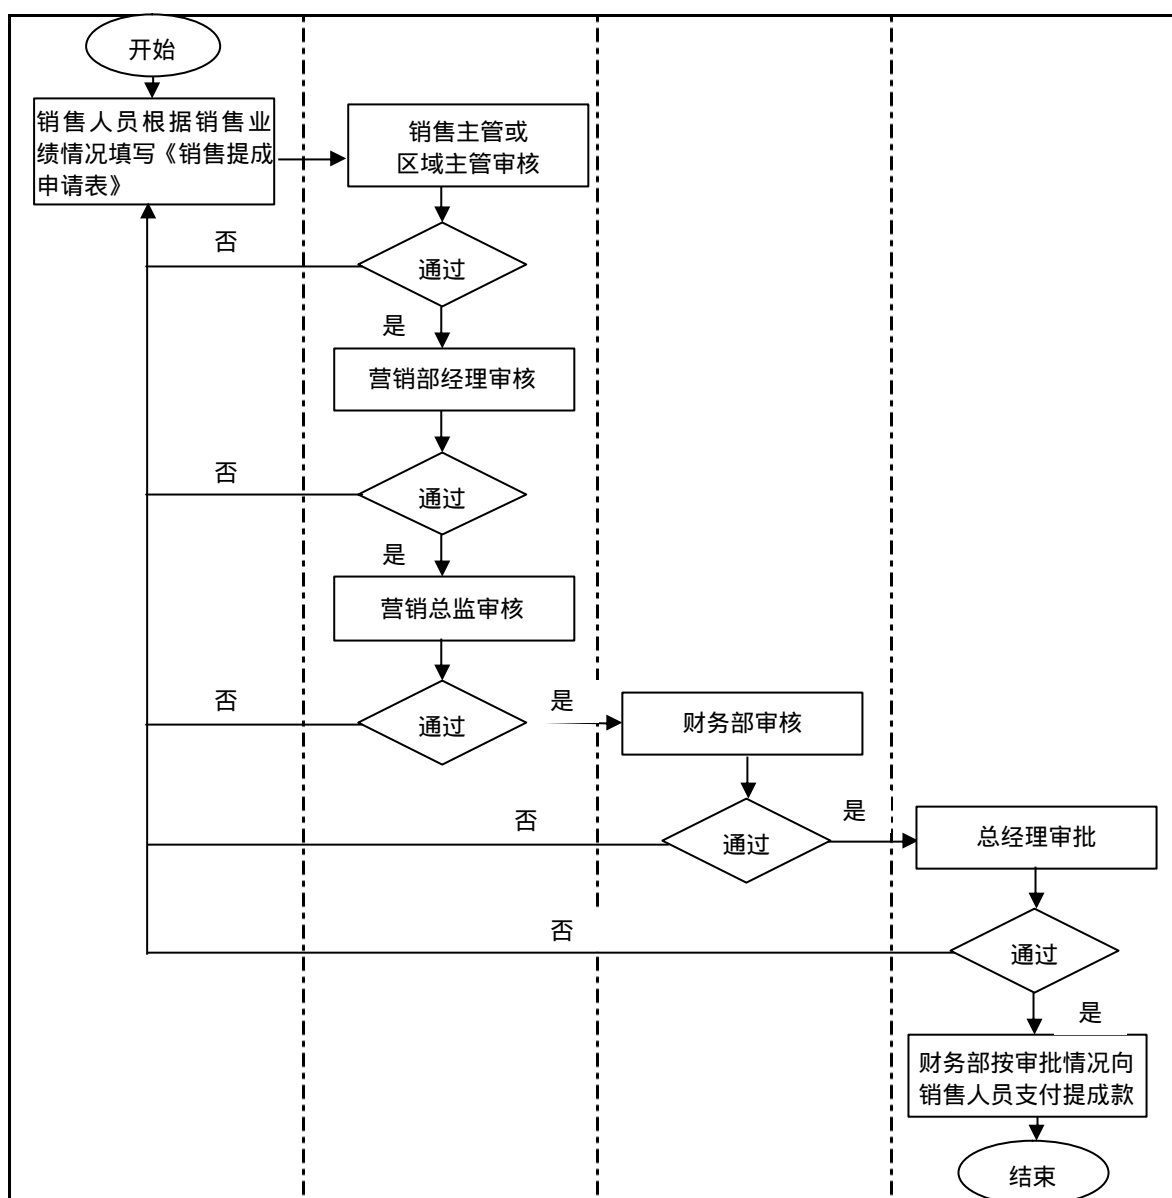 开始
销售人员根据销售业
绩情况填写《销售提成
申请表》
销售主管或
区域主管审核
否
通过
是
营销部经理审核
否
通过
是
营销总监审核
否
通过
是
财务部审核
否
通过
是
总经理审批
否
通过
是
财务部按审批情况向
销售人员支付提成款
结束